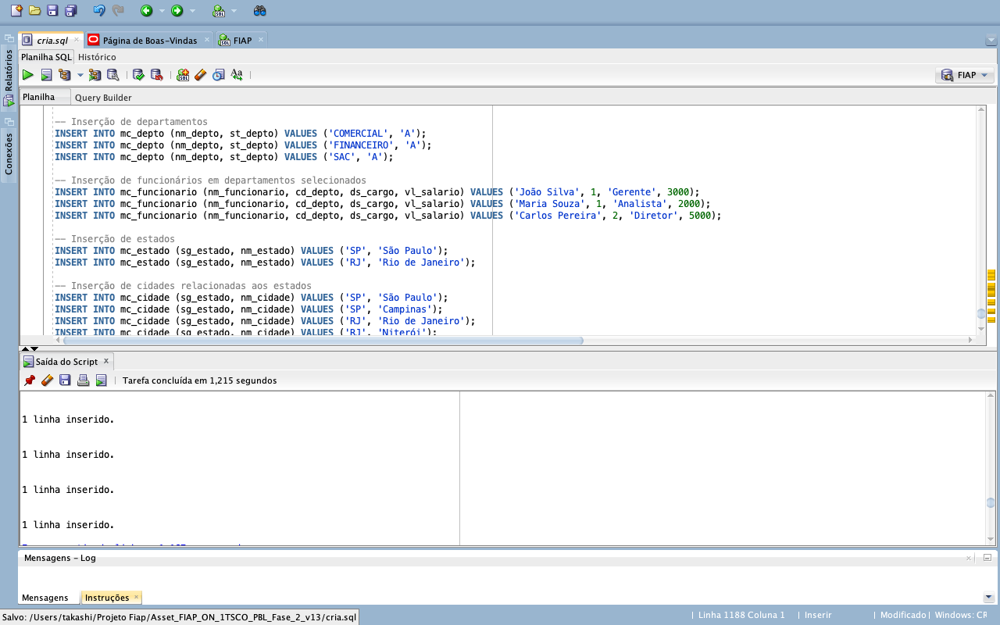 cria.sql
Página de Boas-Vindas
FIAP
Relatórios
Conexões
Planilha SQL
Histórico
FIAP
Planilha
Query Builder
-- Inserção de departamentos
INSERT INTO mc_depto (nm_depto, st_depto) VALUES ('COMERCIAL', 'A');
INSERT INTO mc_depto (nm_depto, st_depto) VALUES ('FINANCEIRO', 'A');
INSERT INTO mc_depto (nm_depto, st_depto) VALUES ('SAC', 'A');
-- Inserção de funcionários em departamentos selecionados
INSERT INTO mc_funcionario (nm_funcionario, cd_depto, ds_cargo, vl_salario) VALUES ('João Silva', 1, 'Gerente', 3000);
INSERT INTO mc_funcionario (nm_funcionario, cd_depto, ds_cargo, vl_salario) VALUES ('Maria Souza', 1, 'Analista', 2000);
INSERT INTO mc_funcionario (nm_funcionario, cd_depto, ds_cargo, vl_salario) VALUES ('Carlos Pereira', 2, 'Diretor', 5000);
-- Inserção de estados
INSERT INTO mc_estado (sg_estado, nm_estado) VALUES ('SP', 'São Paulo');
INSERT INTO mc_estado (sg_estado, nm_estado) VALUES ('RJ', 'Rio de Janeiro');
-- Inserção de cidades relacionadas aos estados
INSERT INTO mc_cidade (sg_estado, nm_cidade) VALUES ('SP', 'São Paulo');
INSERT INTO mc_cidade (sg_estado, nm_cidade) VALUES ('SP', 'Campinas');
INSERT INTO mc_cidade (sg_estado, nm_cidade) VALUES ('RJ', 'Rio de Janeiro');
INSERT INTO mc_cidade (sg_estado, nm_cidade) VALUES ('RJ', 'Niterói');
Saída do Script
Tarefa concluída em 1,215 segundos
1 linha inserido.
1 linha inserido.
1 linha inserido.
1 linha inserido.
Mensagens - Log
Mensagens
Instruções
Salvo: /Users/takashi/Projeto Fiap/Asset_FIAP_ON_1TSCO_PBL_Fase_2_v13/cria.sql
Linha 1188 Coluna 1
Inserir
Modificado
Windows: CR